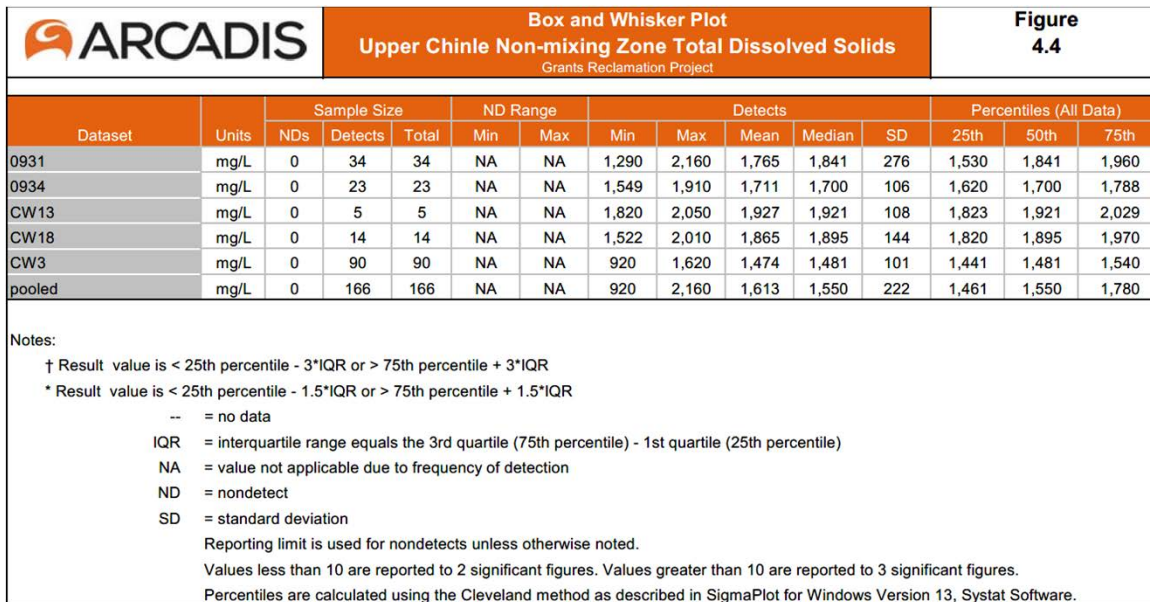 ARCADIS
Box and Whisker Plot
Upper Chinle Non-mixing Zone Total Dissolved Solids
Grants Reclamation Project
Figure
4.4
Dataset Units Sample Size ND Range Detects Percentiles (All Data)
NDs Detects Total Min Max Min Max Mean Median SD 25th 50th 75th
0931 mg/L 0 34 34 NA NA 1,290 2,160 1,765 1,841 276 1,530 1,841 1,960
0934 mg/L 0 23 23 NA NA 1,549 1,910 1,711 1,700 106 1,620 1,700 1,788
CW13 mg/L 0 5 5 NA NA 1,820 2,050 1,927 1,921 108 1,823 1,921 2,029
CW18 mg/L 0 14 14 NA NA 1,522 2,010 1,865 1,895 144 1,820 1,895 1,970
CW3 mg/L 0 90 90 NA NA 920 1,620 1,474 1,481 101 1,441 1,481 1,540
pooled mg/L 0 166 166 NA NA 920 2,160 1,613 1,550 222 1,461 1,550 1,780
Notes:
† Result value is < 25th percentile - 3*IQR or > 75th percentile + 3*IQR
* Result value is < 25th percentile - 1.5*IQR or > 75th percentile + 1.5*IQR
-- = no data
IQR = interquartile range equals the 3rd quartile (75th percentile) - 1st quartile (25th percentile)
NA = value not applicable due to frequency of detection
ND = nondetect
SD = standard deviation
Reporting limit is used for nondetects unless otherwise noted.
Values less than 10 are reported to 2 significant figures. Values greater than 10 are reported to 3 significant figures.
Percentiles are calculated using the Cleveland method as described in SigmaPlot for Windows Version 13, Systat Software.